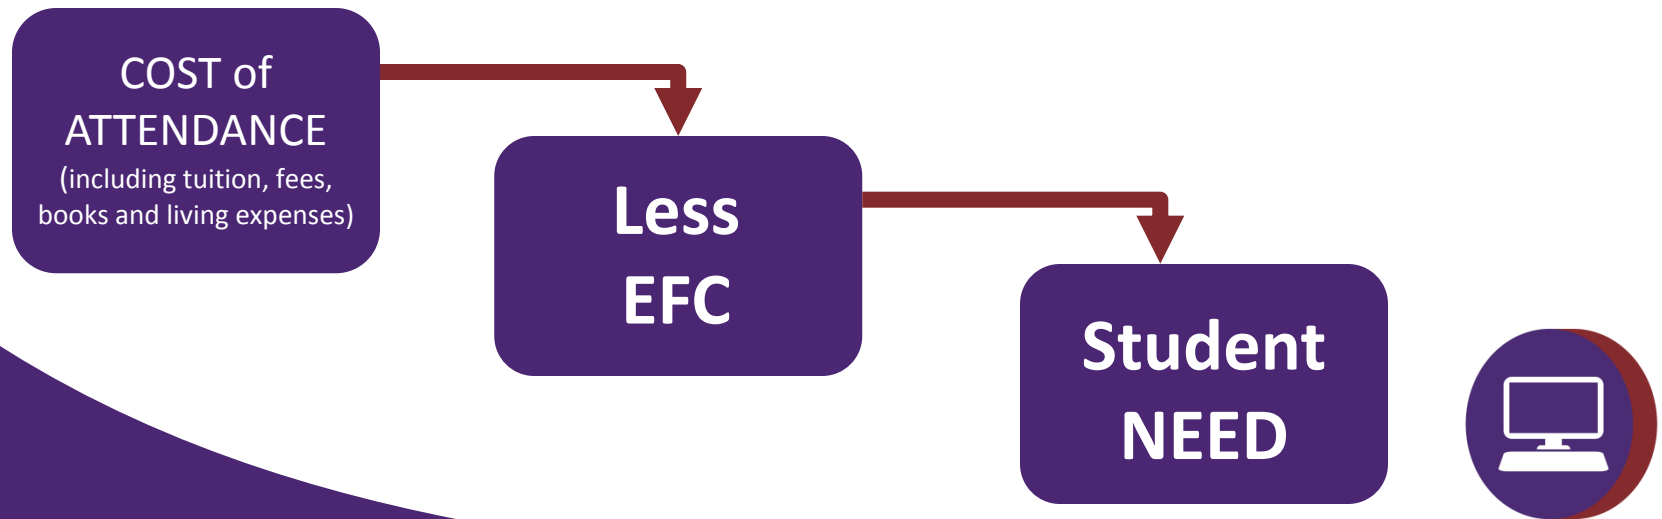 COST of
ATTENDANCE
(including tuition, fees,
books and living expenses)
Less
EFC
Student
NEED